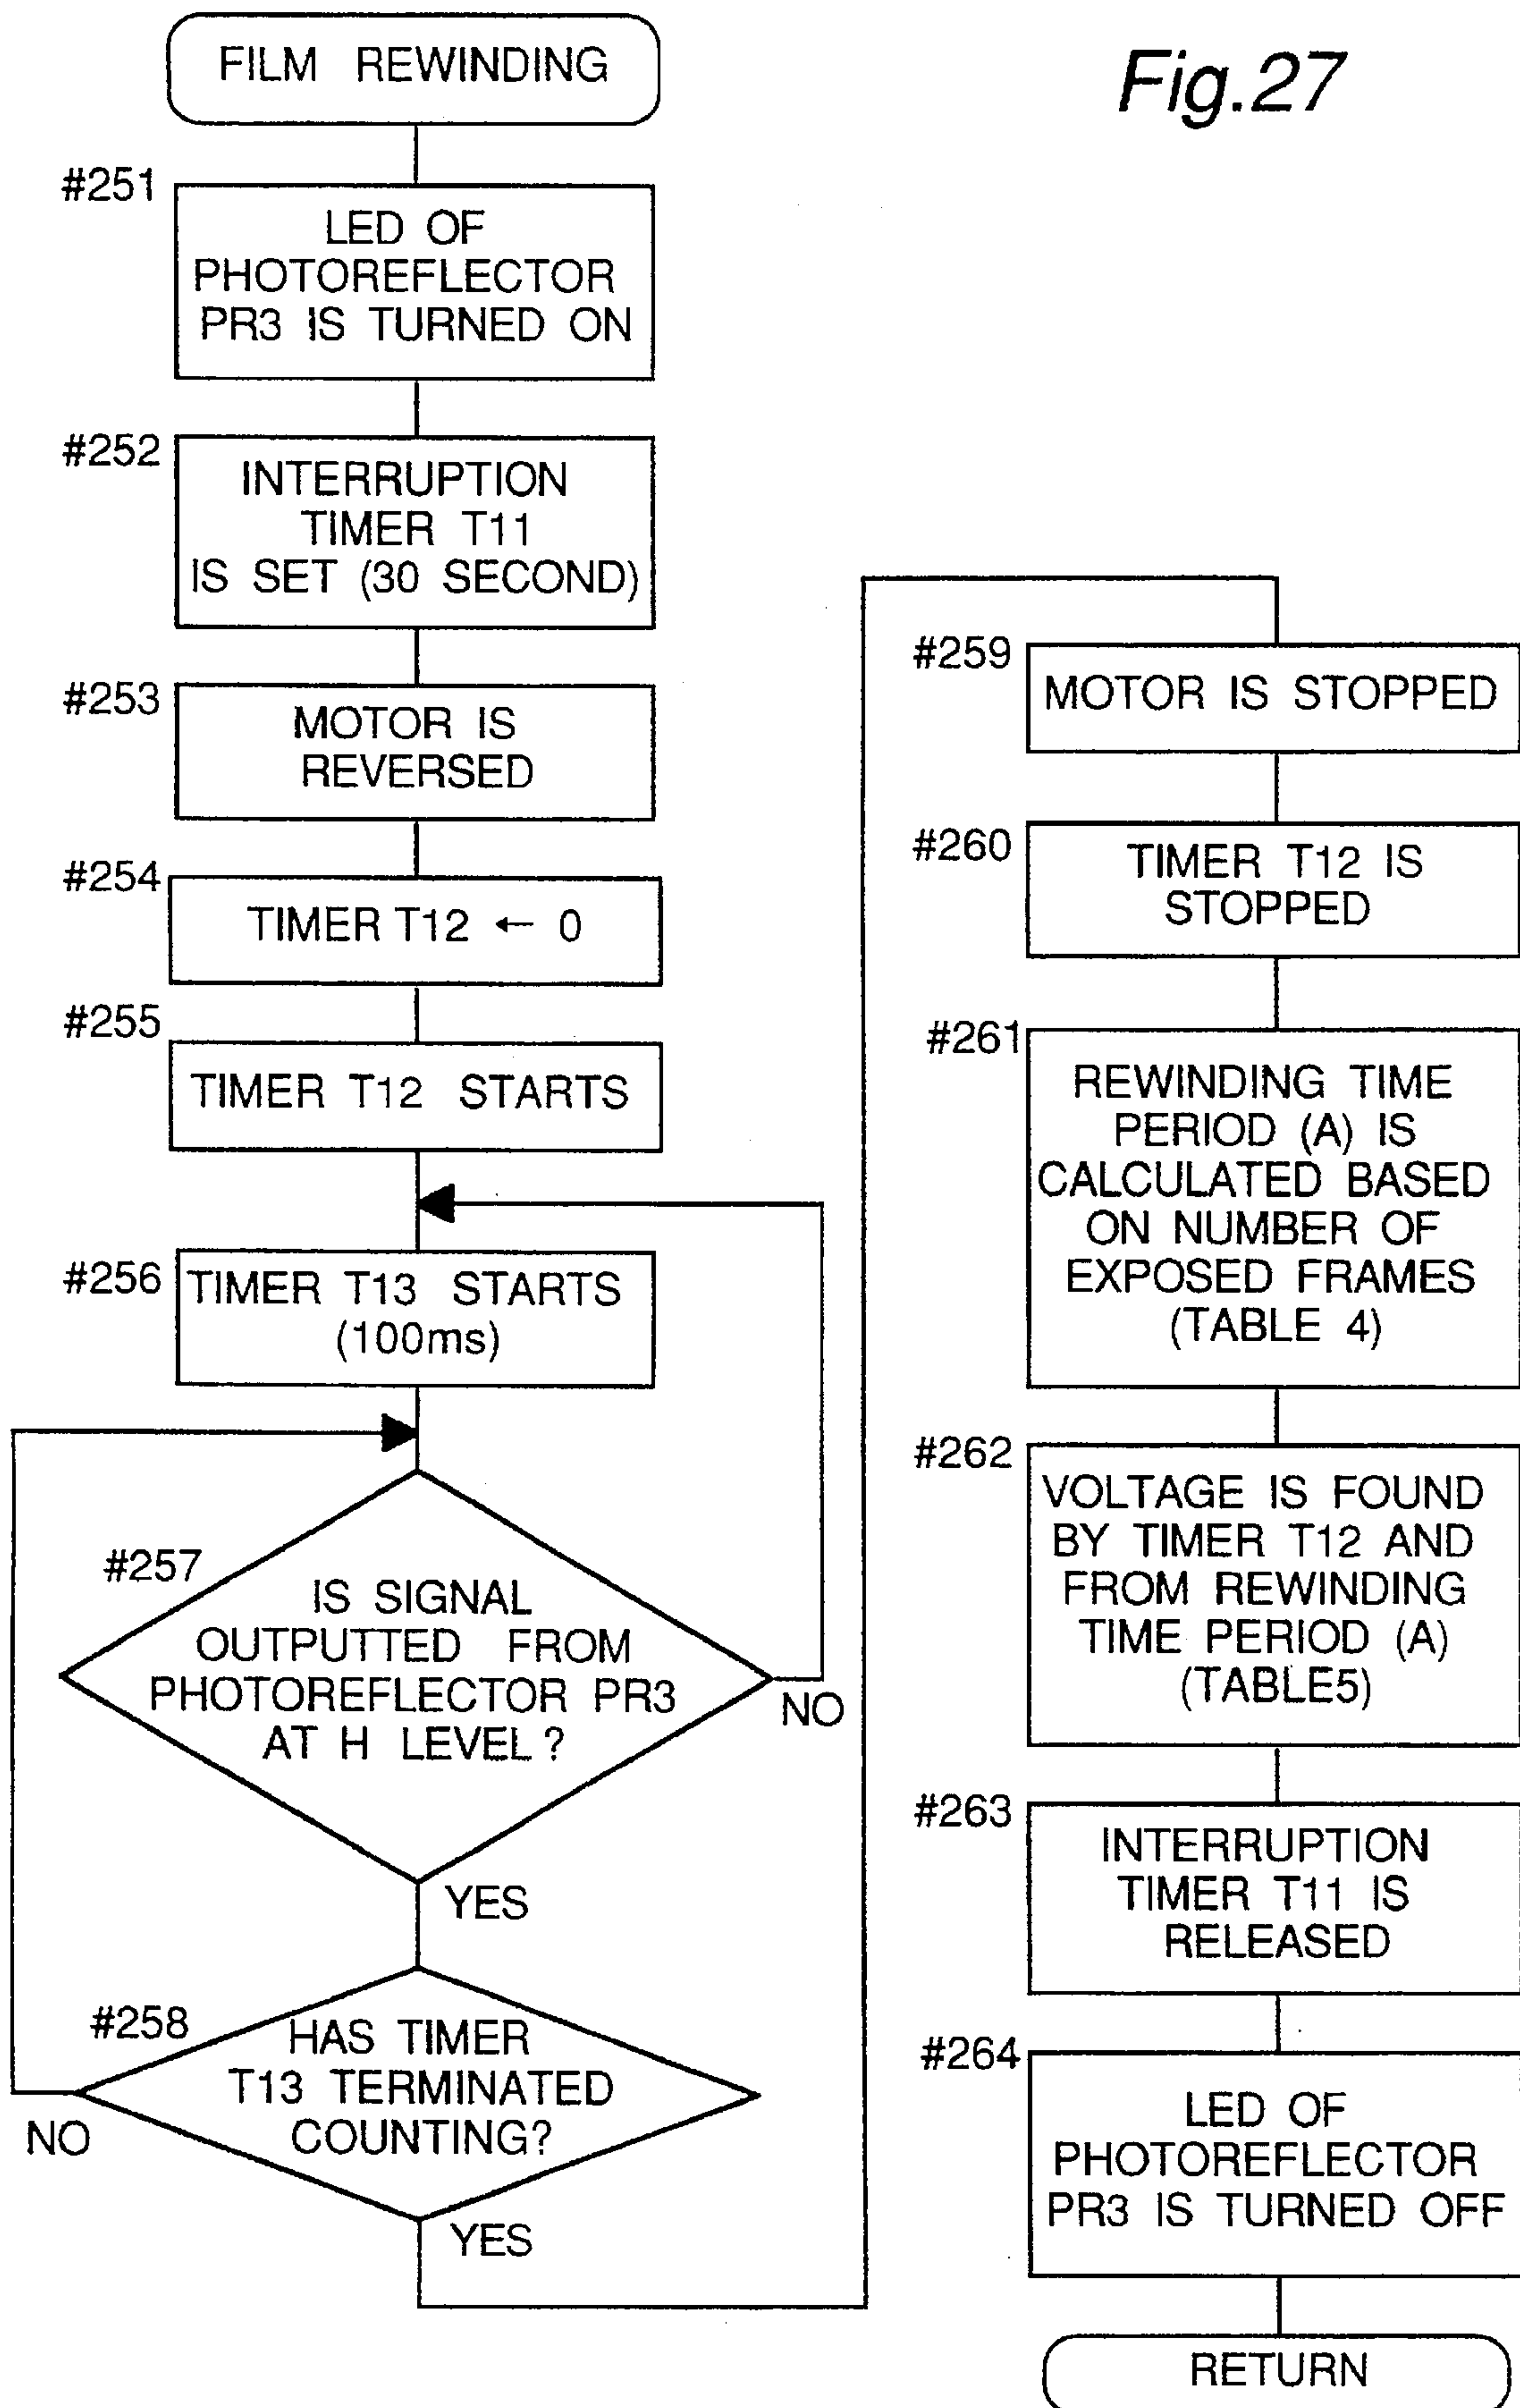 Fig.27
FILM REWINDING
#251
LED OF
PHOTOREFLECTOR
PR3 IS TURNED ON
#252
INTERRUPTION
TIMER T11
IS SET (30 SECOND)
#253
MOTOR IS
REVERSED
#254
TIMER T12 ← 0
#255
TIMER T12 STARTS
#256
TIMER T13 STARTS
(100ms)
#257
IS SIGNAL
OUTPUTTED FROM
PHOTOREFLECTOR PR3
AT H LEVEL ?
NO
YES
#258
HAS TIMER
T13 TERMINATED
COUNTING?
NO
YES
#259
MOTOR IS STOPPED
#260
TIMER T12 IS
STOPPED
#261
REWINDING TIME
PERIOD (A) IS
CALCULATED BASED
ON NUMBER OF
EXPOSED FRAMES
(TABLE 4)
#262
VOLTAGE IS FOUND
BY TIMER T12 AND
FROM REWINDING
TIME PERIOD (A)
(TABLE5)
#263
INTERRUPTION
TIMER T11 IS
RELEASED
#264
LED OF
PHOTOREFLECTOR
PR3 IS TURNED OFF
RETURN